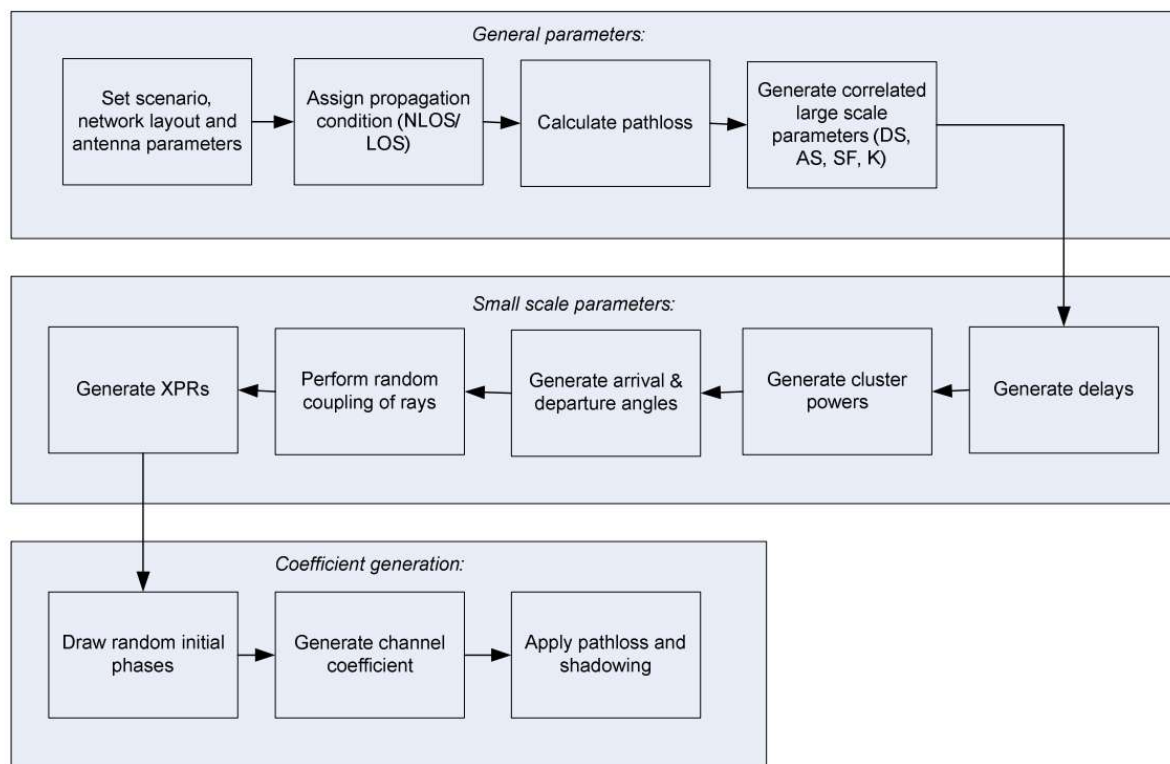 General parameters:
Set scenario,
network layout and
antenna parameters
Assign propagation
condition (NLOS/
LOS)
Calculate pathloss
Generate correlated
large scale
parameters (DS,
AS, SF, K)
Small scale parameters:
Generate XPRs
Perform random
coupling of rays
Generate arrival &
departure angles
Generate cluster
powers
Generate delays
Coefficient generation:
Draw random initial
phases
Generate channel
coefficient
Apply pathloss and
shadowing